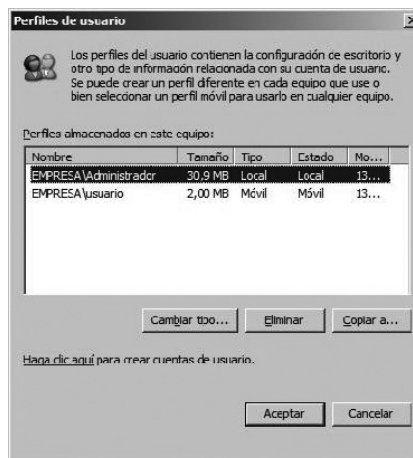 Perfiles de usuario
Los perfiles del usuario contienen la configuración de escritorio y
otro tipo de información relacionada con su cuenta de usuario.
Se puede crear un perfil diferente en cada equipo que use o
bien seleccionar un perfil móvil para usarlo en cualquier equipo.
Perfiles almacenados en este equipo:
Nombre Tamaño Tipo Estado Mo...
EMPRESA\Administrador 30,9 MB Local Local 13...
EMPRESA\usuario 2,00 MB Móvil Móvil 13...
Cambiar tipo... Eliminar Copiar a...
Haga clic aquí para crear cuentas de usuario.
Aceptar Cancelar